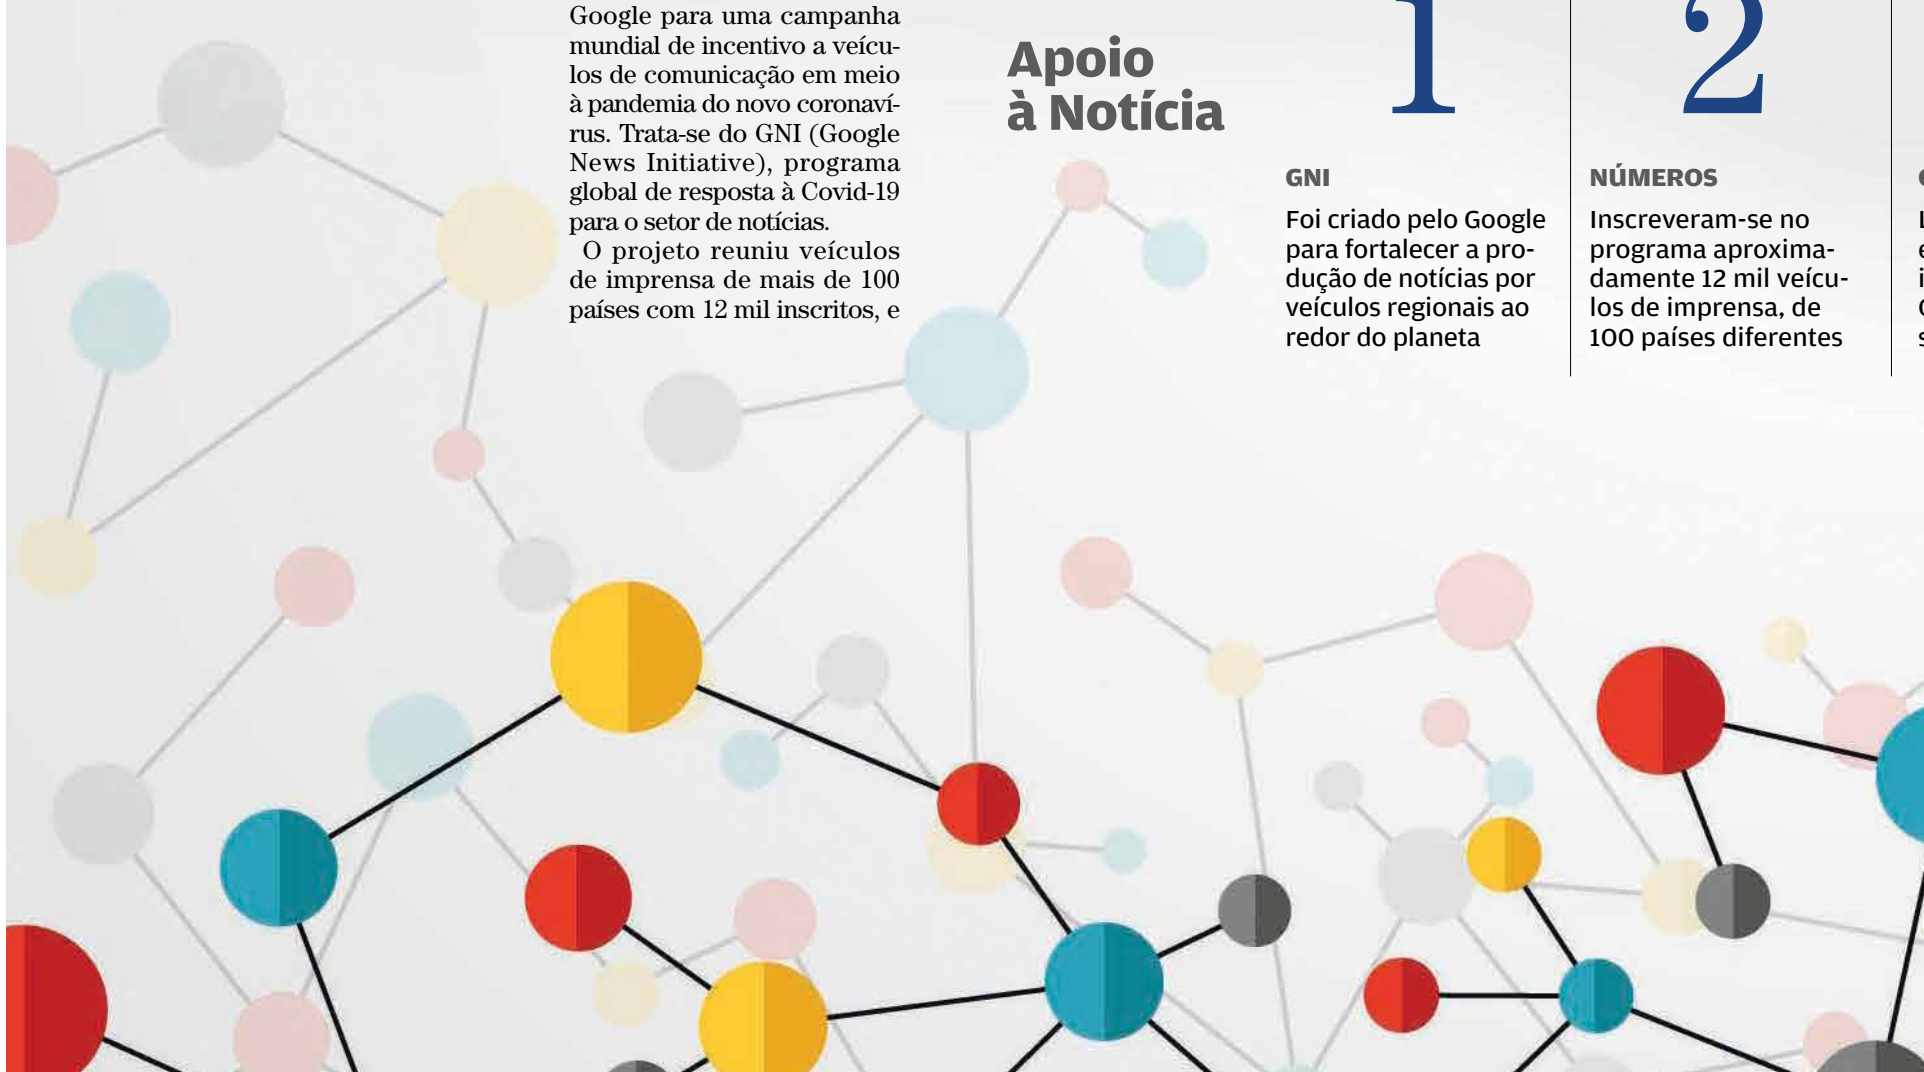 Google para uma campanha
mundial de incentivo a veícu-
los de comunicação em meio
à pandemia do novo coronaví-
rus. Trata-se do GNI (Google
News Initiative), programa
global de resposta à Covid-19
para o setor de notícias.
O projeto reuniu veículos
de imprensa de mais de 100
países com 12 mil inscritos, e
Apoio
à Notícia
1
GNI
Foi criado pelo Google
para fortalecer a pro-
dução de notícias por
veículos regionais ao
redor do planeta
2
NÚMEROS
Inscreveram-se no
programa aproxima-
damente 12 mil veícu-
los de imprensa, de
100 países diferentes